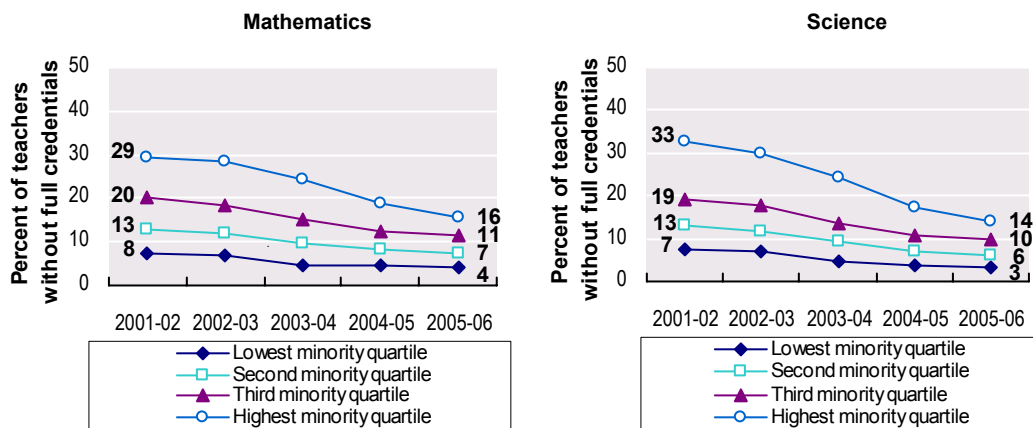 Mathematics
Percent of teachers
without full credentials
50
40
30
20
10
0
29
20
13
8
16
11
7
4
2001-02 2002-03 2003-04 2004-05 2005-06
Lowest minority quartile
Second minority quartile
Third minority quartile
Highest minority quartile
Science
Percent of teachers
without full credentials
50
40
30
20
10
0
33
19
13
7
14
10
6
3
2001-02 2002-03 2003-04 2004-05 2005-06
Lowest minority quartile
Second minority quartile
Third minority quartile
Highest minority quartile